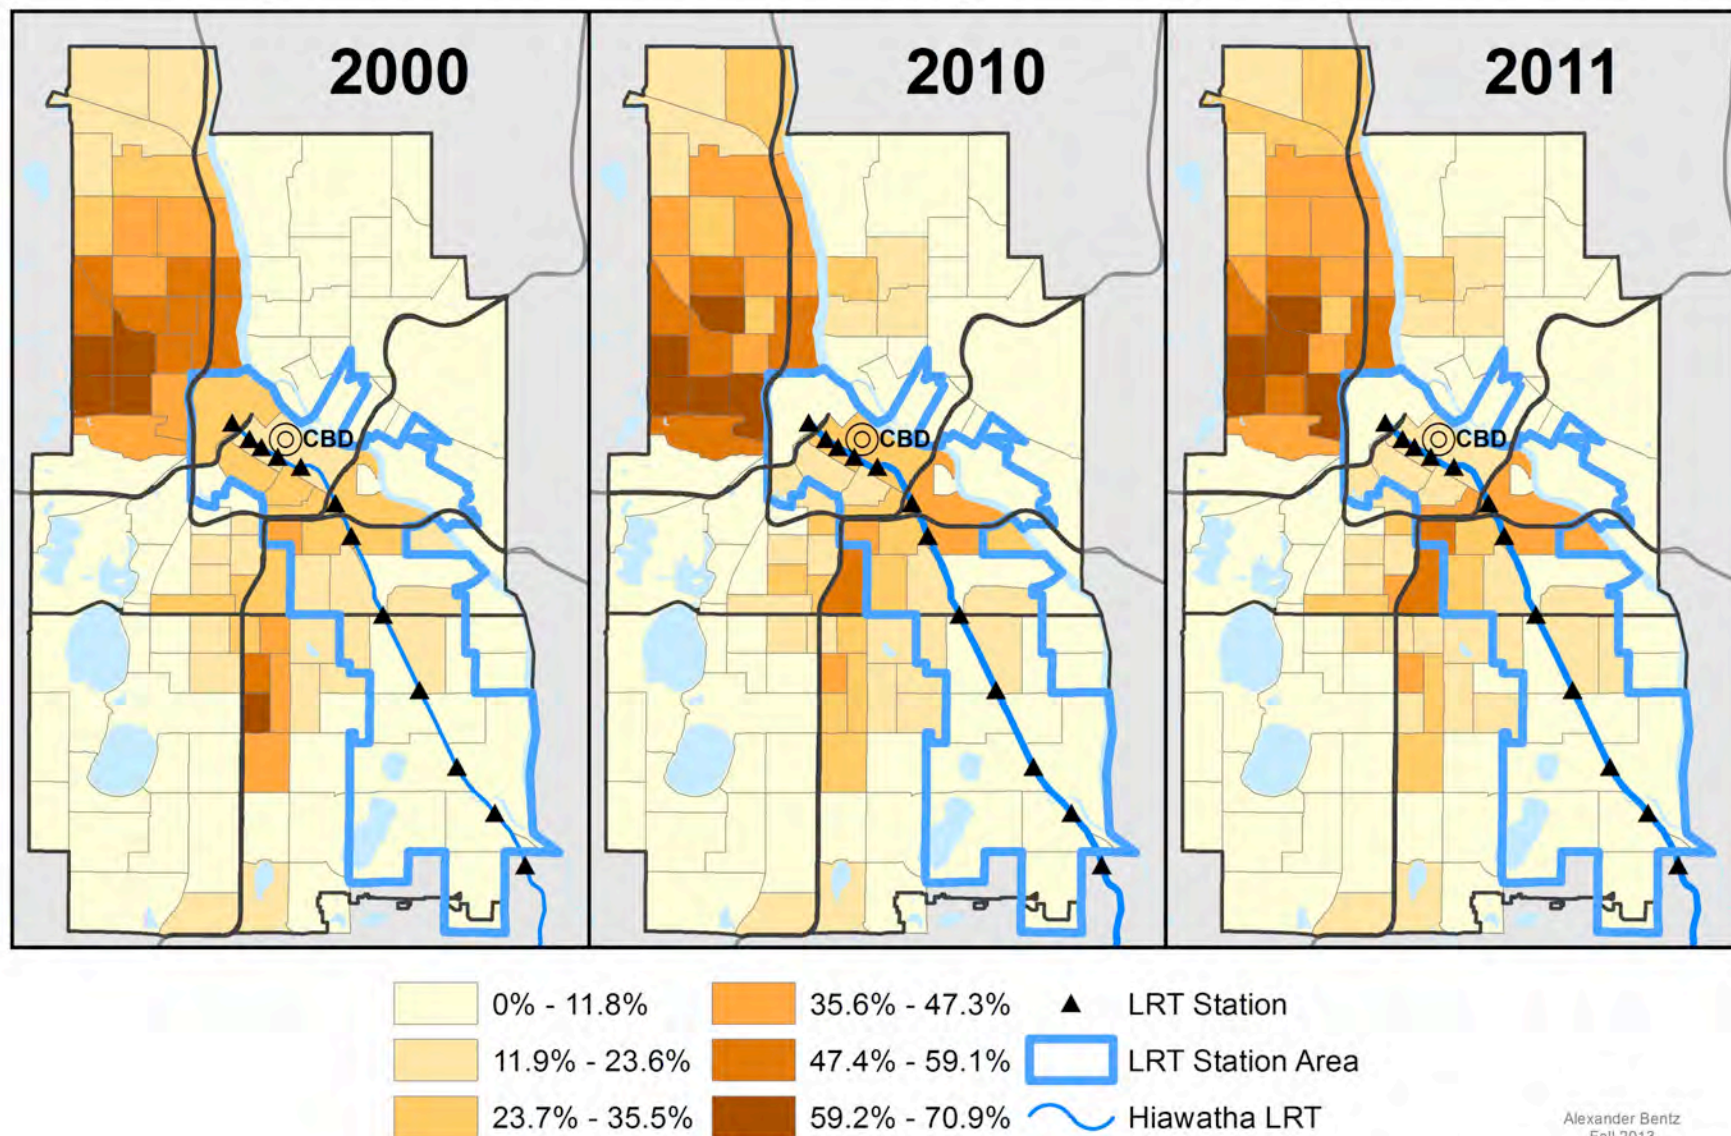 2000
2010
2011
CBD
CBD
CBD
0% - 11.8%
35.6% - 47.3%
LRT Station
11.9% - 23.6%
47.4% - 59.1%
LRT Station Area
23.7% - 35.5%
59.2% - 70.9%
Hiawatha LRT
Alexander Bentz
Fall 2013